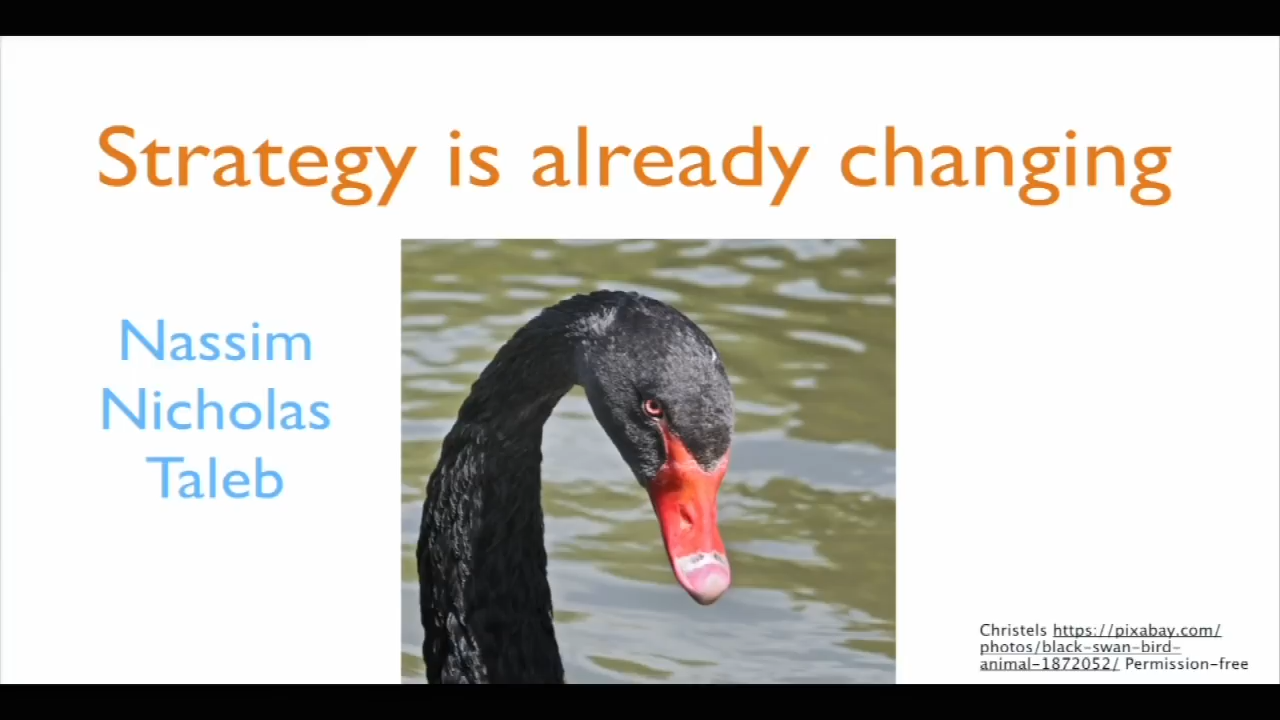 Strategy is already changing
Nassim
Nicholas
Taleb
Christels https://pixabay.com/
photos/black-swan-bird-
animal-1872052/ Permission-free